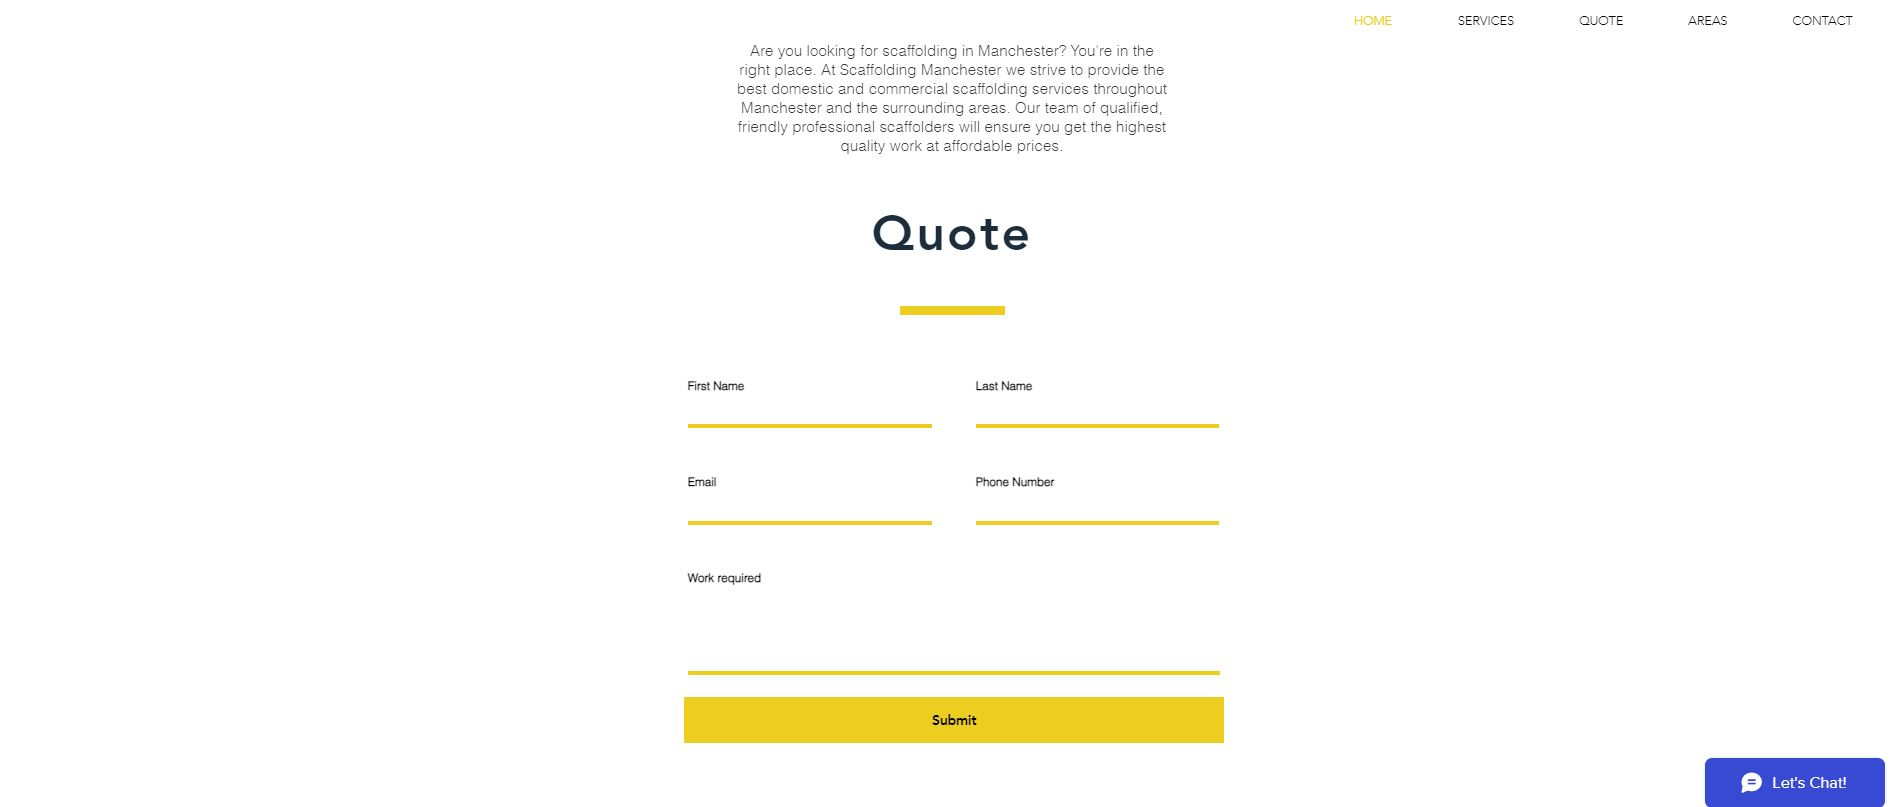 HOME SERVICES QUOTE AREAS CONTACT
Are you looking for scaffolding in Manchester? You're in the
right place. At Scaffolding Manchester we strive to provide the
best domestic and commercial scaffolding services throughout
Manchester and the surrounding areas. Our team of qualified,
friendly professional scaffolders will ensure you get the highest
quality work at affordable prices.
Quote
First Name Last Name
Email Phone Number
Work required
Submit
Let's Chat!